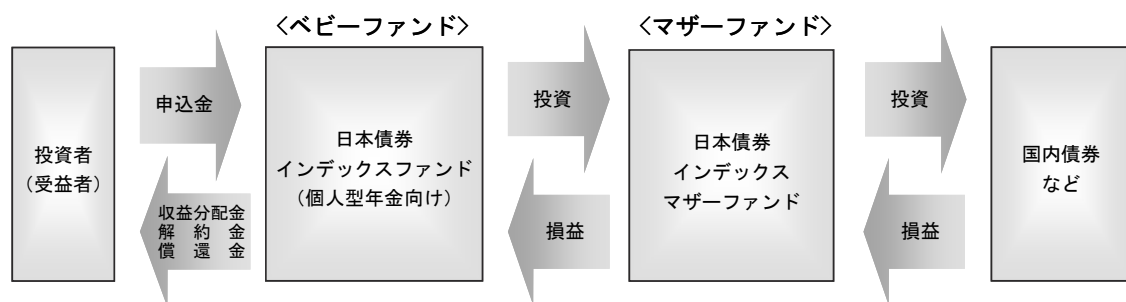 〈ベビーファンド〉
〈マザーファンド〉
投資者
（受益者）
申込金
収益分配金
解約金
償還金
日本債券
インデックスファンド
（個人型年金向け）
投資
損益
日本債券
インデックス
マザーファンド
投資
損益
国内債券
など